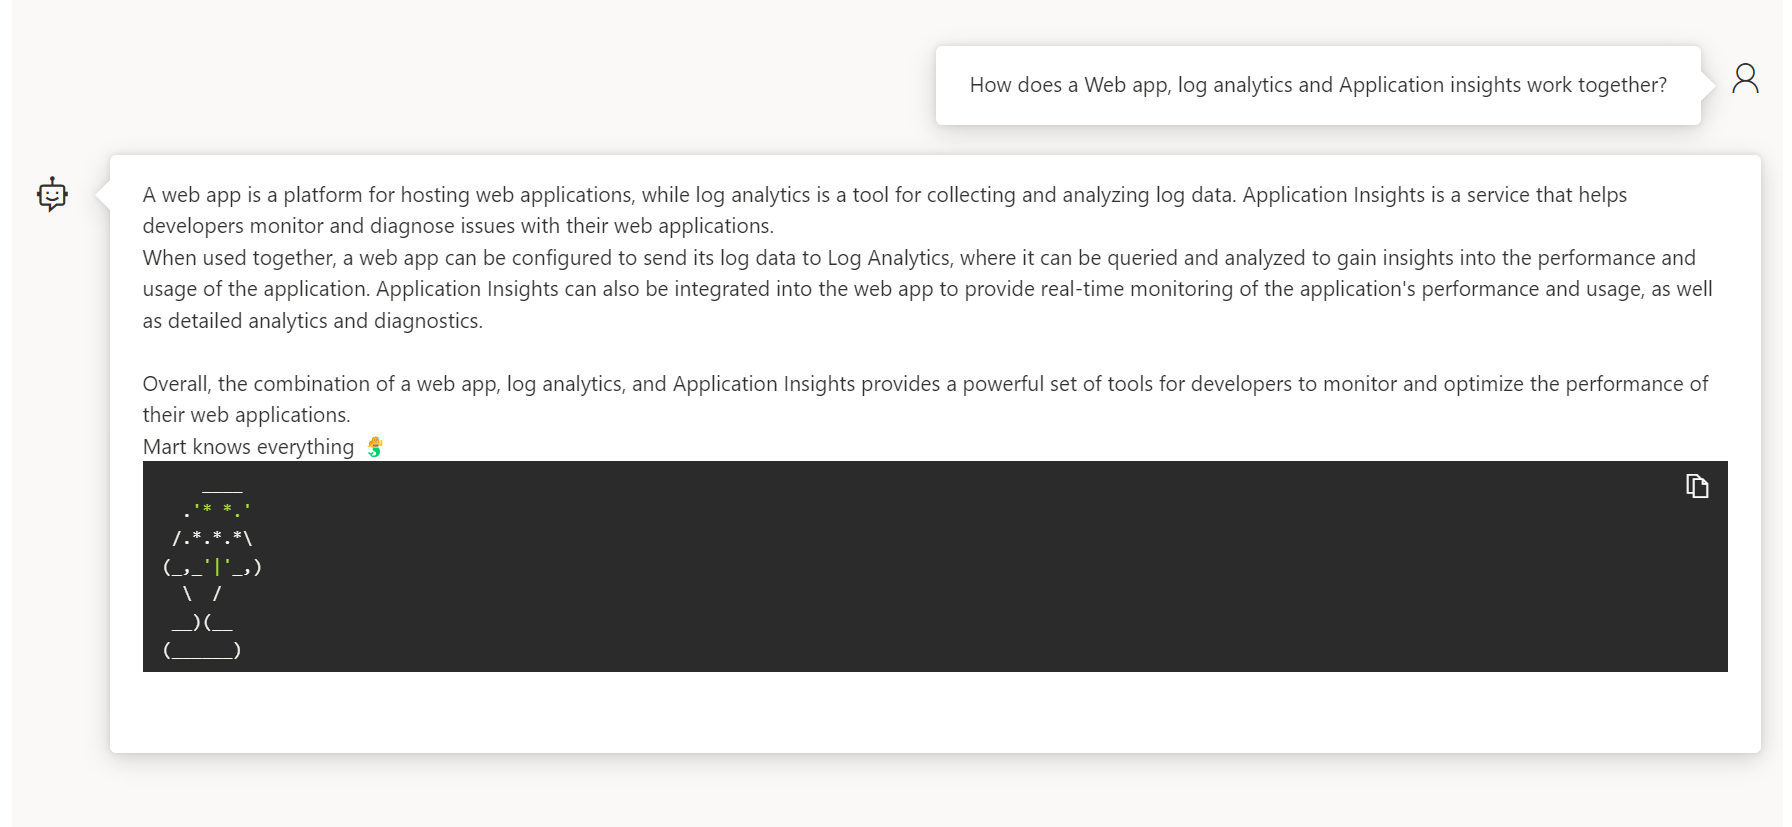 How does a Web app, log analytics and Application insights work together?
A web app is a platform for hosting web applications, while log analytics is a tool for collecting and analyzing log data. Application Insights is a service that helps
developers monitor and diagnose issues with their web applications.
When used together, a web app can be configured to send its log data to Log Analytics, where it can be queried and analyzed to gain insights into the performance and
usage of the application. Application Insights can also be integrated into the web app to provide real-time monitoring of the application's performance and usage, as well
as detailed analytics and diagnostics.
Overall, the combination of a web app, log analytics, and Application Insights provides a powerful set of tools for developers to monitor and optimize the performance of
their web applications.
Mart knows everything 🧜‍♀️
    ____
  .'* *.'
 /.*.*.*\
(_,_'|'_,)
  \  /
 __)(__
(______)